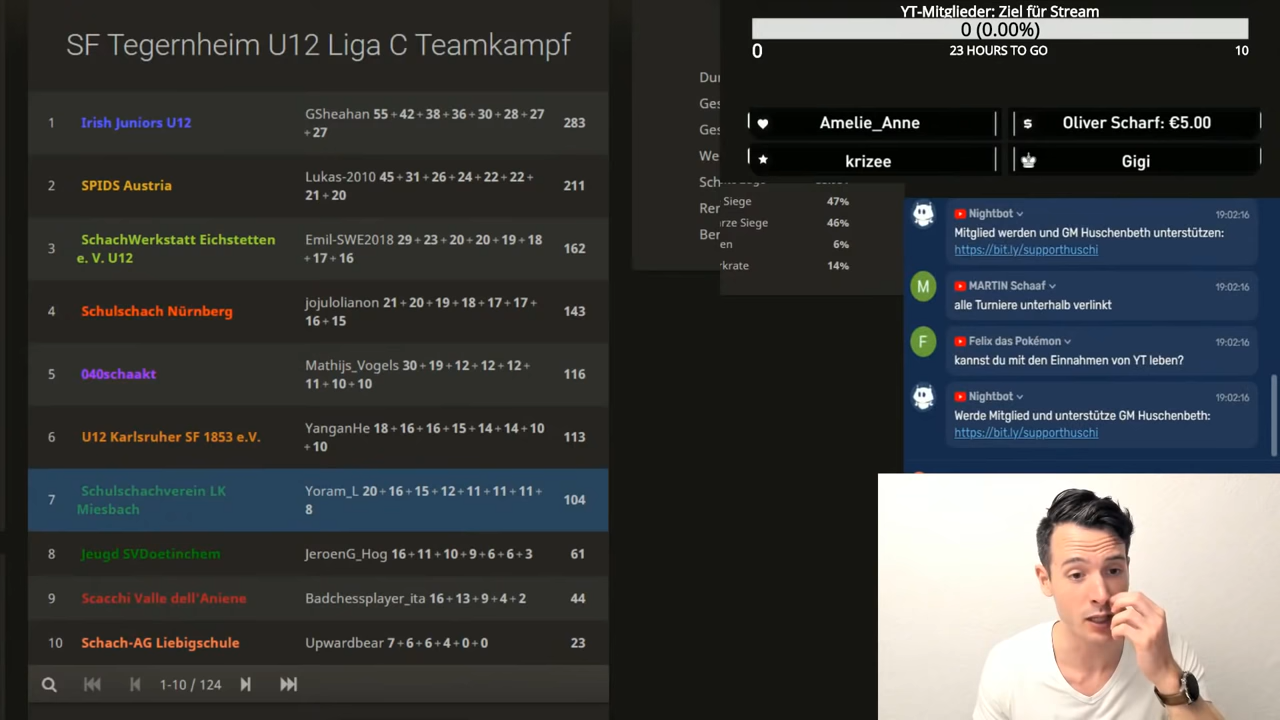 SF Tegernheim U12 Liga C Teamkampf
1 Irish Juniors U12 GSheahan 55 + 42 + 38 + 36 + 30 + 28 + 27
+ 27 283
2 SPIDS Austria Lukas-2010 45 + 31 + 26 + 24 + 22 + 22 +
21 + 20 211
3 SchachWerkstatt Eichstetten
e. V. U12 Emil-SWE2018 29 + 23 + 20 + 20 + 19 + 18
+ 17 + 16 162
4 Schulschach Nürnberg jojulolianon 21 + 20 + 19 + 18 + 17 + 17 +
16 + 15 143
5 040schaakt Mathijs_Vogels 30 + 19 + 12 + 12 + 12 +
11 + 10 + 10 116
6 U12 Karlsruher SF 1853 e.V. YanganHe 18 + 16 + 16 + 15 + 14 + 14 + 10
+ 10 113
7 Schulschachverein LK
Miesbach Yoram_L 20 + 16 + 15 + 12 + 11 + 11 + 11 +
8 104
8 Jeugd SVDoetinchem JeroenG_Hog 16 + 11 + 10 + 9 + 6 + 6 + 3 61
9 Scacchi Valle dell'Aniene Badchessplayer_ita 16 + 13 + 9 + 4 + 2 44
10 Schach-AG Liebigschule Upwardbear 7 + 6 + 6 + 4 + 0 + 0 23
1-10 / 124
Siege 47%
rze Siege 46%
en 6%
rkrate 14%
YT-Mitglieder: Ziel für Stream
0 (0.00%)
0 23 HOURS TO GO 10
Amelie_Anne
$ Oliver Scharf: €5.00
krizee
Gigi
Nightbot 19:02:16
Mitglied werden und GM Huschenbeth unterstützen:
https://bit.ly/supporthuschi
M MARTIN Schaaf 19:02:16
alle Turniere unterhalb verlinkt
F Felix das Pokémon 19:02:16
kannst du mit den Einnahmen von YT leben?
Nightbot 19:02:16
Werde Mitglied und unterstütze GM Huschenbeth:
https://bit.ly/supporthuschi